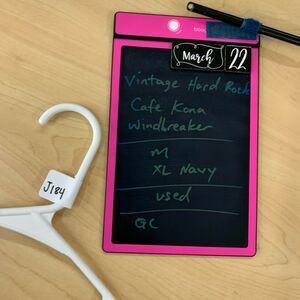 March 22
Vintage Hard Rock
Cafe Kona
Windbreaker
M
XL Navy
used
QC
J184